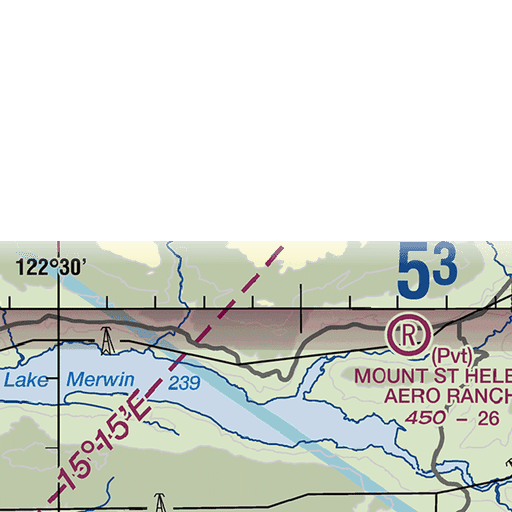 53
122°30'
R
(Pvt)
Lake Merwin 239
MOUNT ST HELE
AERO RANCH
450 – 26
15°15'E